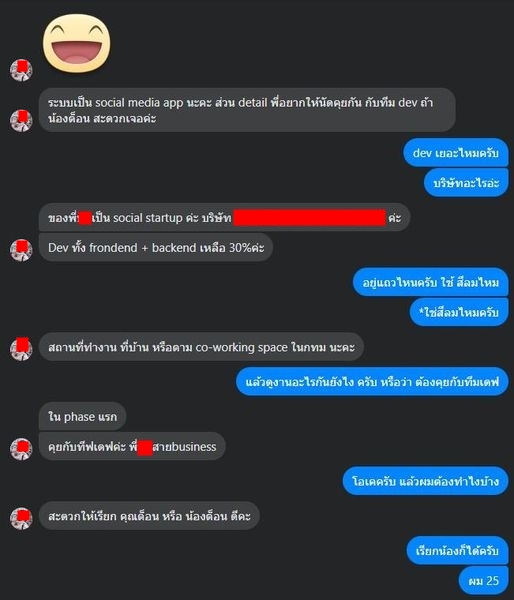 ระบบเป็น social media app นะคะ ส่วน detail พี่อยากให้นัดคุยกัน กับทีม dev ถ้า
น้องด็อน สะดวกเจอค่ะ
dev เยอะไหมครับ
บริษัทอะไรอ่ะ
ของพี่ เป็น social startup ค่ะ บริษัท ค่ะ
Dev ทั้ง frondend + backend เหลือ 30%ค่ะ
อยู่แถวไหนครับ ใช้ สีลมไหม
*ใช่สีลมไหมครับ
สถานที่ทำงาน ที่บ้าน หรือตาม co-working space ในกทม นะคะ
แล้วดูงานอะไรกันยังไง ครับ หรือว่า ต้องคุยกับทีมเดฟ
ใน phase แรก
คุยกับทีฟเดฟค่ะ พี่ สายbusiness
โอเคครับ แล้วผมต้องทำไงบ้าง
สะดวกให้เรียก คุณด็อน หรือ น้องด็อน ดีคะ
เรียกน้องก็ได้ครับ
ผม 25